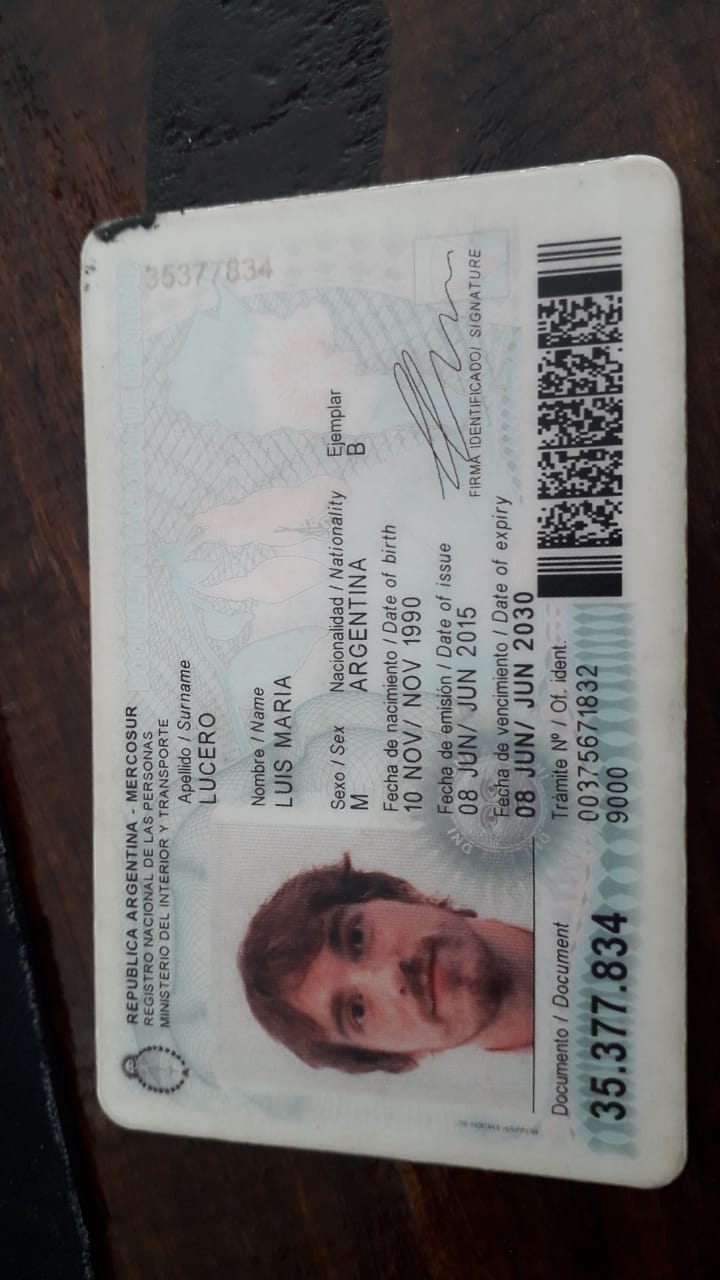 REPUBLICA ARGENTINA - MERCOSUR
REGISTRO NACIONAL DE LAS PERSONAS
MINISTERIO DEL INTERIOR Y TRANSPORTE
35377834
Apellido / Surname
LUCERO
Nombre / Name
LUIS MARIA
Sexo / Sex Nacionalidad / Nationality Ejemplar
M ARGENTINA B
Fecha de nacimiento / Date of birth
10 NOV/ NOV 1990
Fecha de emisión / Date of issue
08 JUN/ JUN 2015
Fecha de vencimiento / Date of expiry
08 JUN/ JUN 2030
FIRMA IDENTIFICADO/ SIGNATURE
Documento / Document
35.377.834
Trámite Nº / Of. ident.
00375671832
9000
DNI